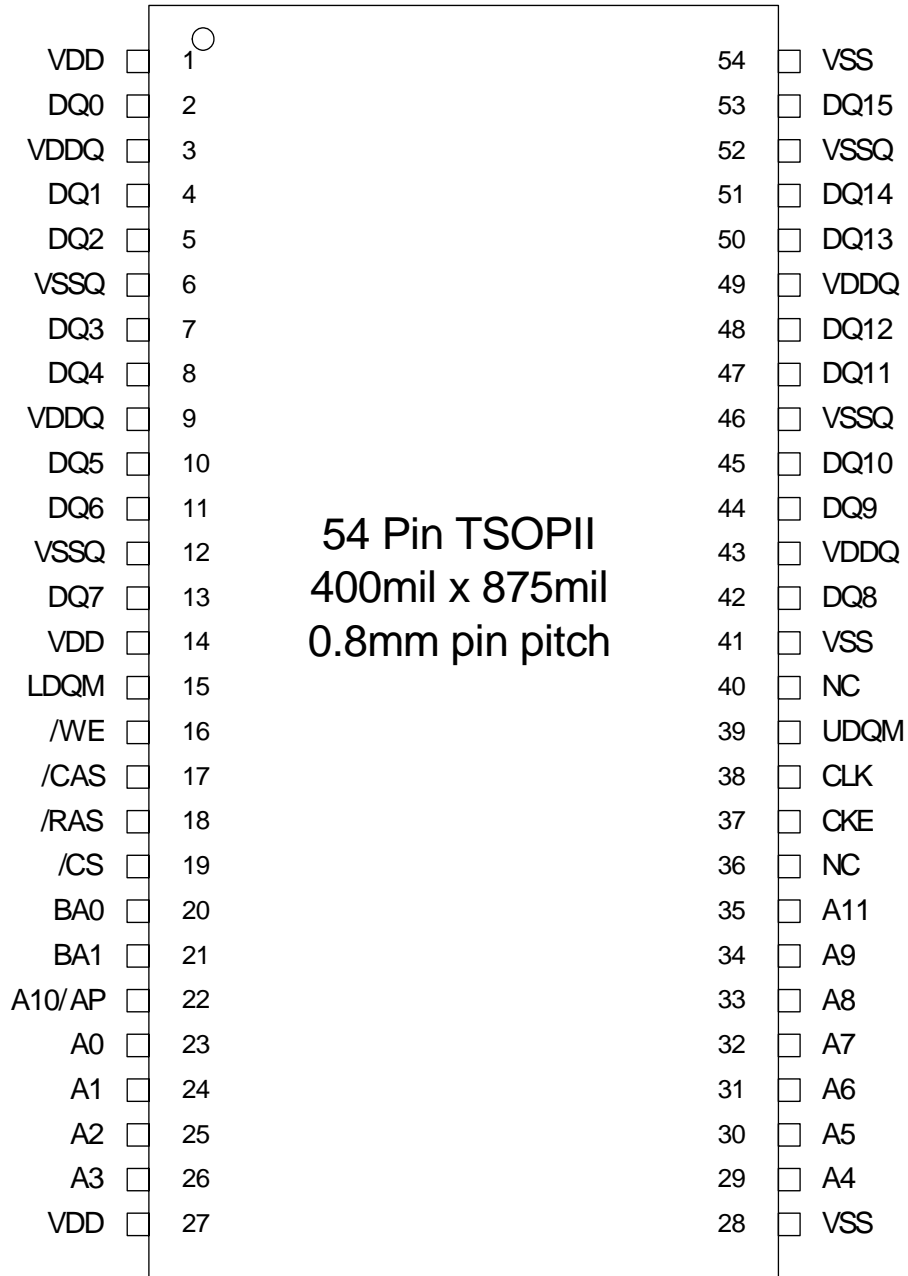 VDD 1 54 VSS
DQ0 2 53 DQ15
VDDQ 3 52 VSSQ
DQ1 4 51 DQ14
DQ2 5 50 DQ13
VSSQ 6 49 VDDQ
DQ3 7 48 DQ12
DQ4 8 47 DQ11
VDDQ 9 46 VSSQ
DQ5 10 45 DQ10
DQ6 11 44 DQ9
54 Pin TSOPII
VSSQ 12 43 VDDQ
400mil x 875mil
DQ7 13 42 DQ8
VDD 14 0.8mm pin pitch 41 VSS
LDQM 15 40 NC
/WE 16 39 UDQM
/CAS 17 38 CLK
/RAS 18 37 CKE
/CS 19 36 NC
BA0 20 35 A11
BA1 21 34 A9
A10/AP 22 33 A8
A0 23 32 A7
A1 24 31 A6
A2 25 30 A5
A3 26 29 A4
VDD 27 28 VSS